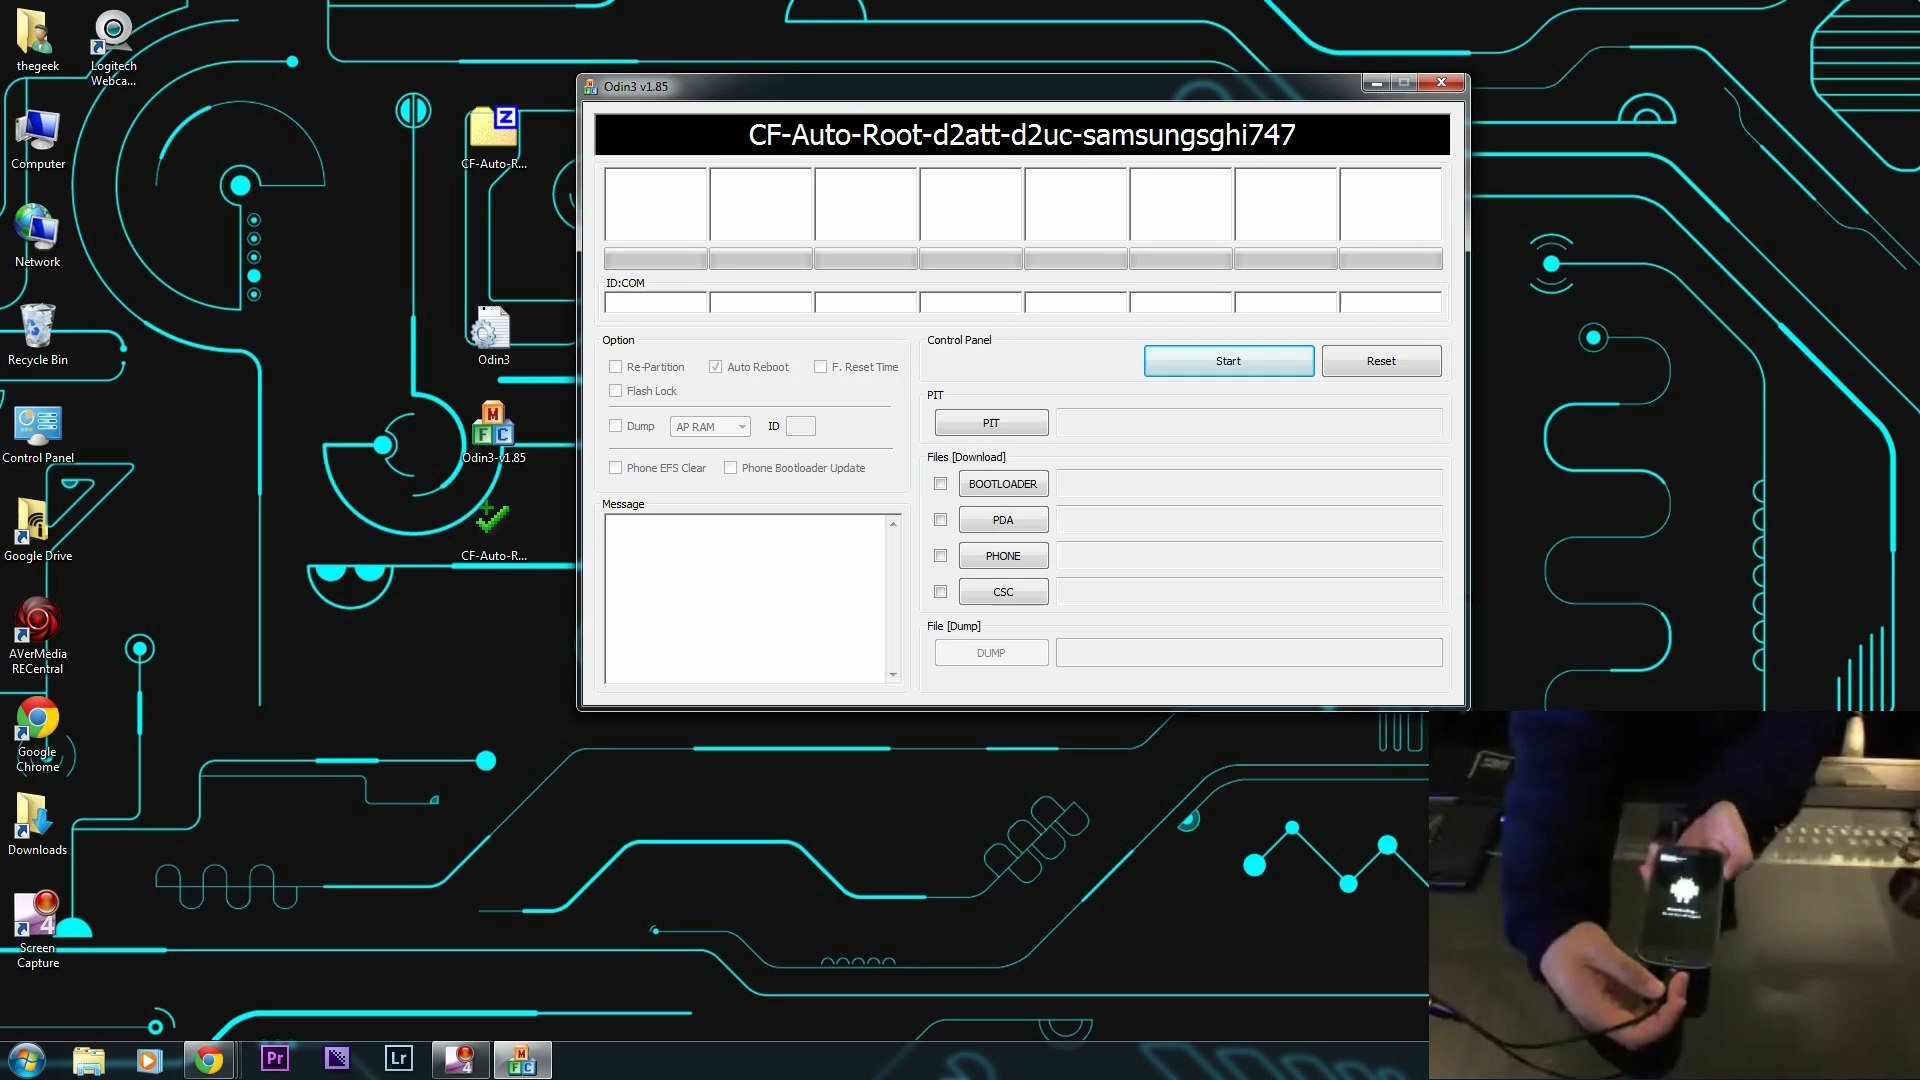 thegeek
Logitech
Webca...
Computer
Network
Recycle Bin
Control Panel
Google Drive
AVerMedia
RECentral
Google
Chrome
Downloads
4
Screen
Capture
Z
CF-Auto-R...
Odin3
M
F C
Odin3-v1.85
CF-Auto-R...
Odin3 v1.85
CF-Auto-Root-d2att-d2uc-samsungsghi747
ID:COM
Option
Re-Partition
Auto Reboot
F. Reset Time
Flash Lock
Dump
AP RAM
ID
Phone EFS Clear
Phone Bootloader Update
Message
Control Panel
Start
Reset
PIT
PIT
Files [Download]
BOOTLOADER
PDA
PHONE
CSC
File [Dump]
DUMP
Pr
Lr
4
M
F C